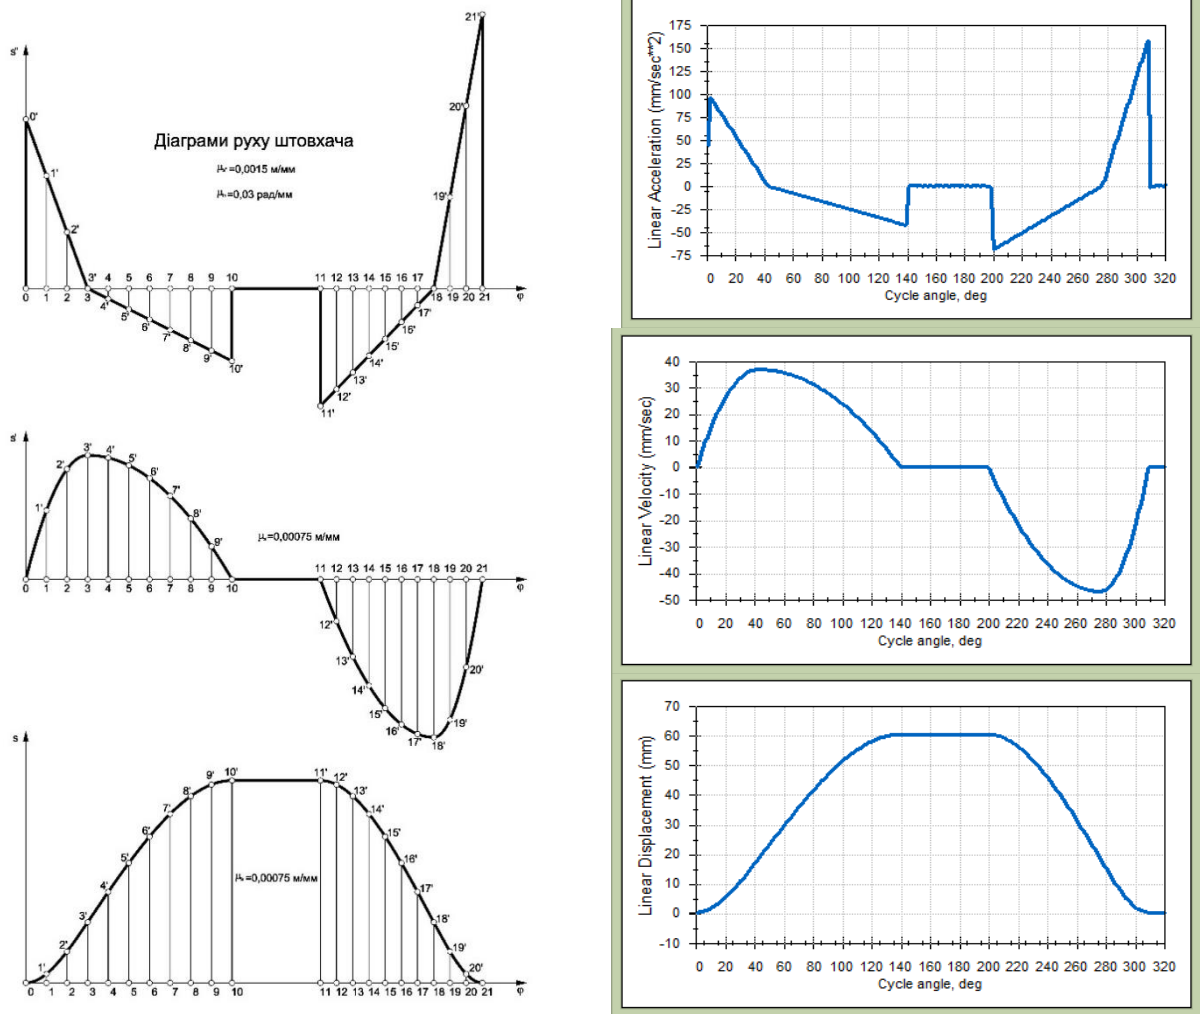 s''
21'
20'
0'
Діаграми руху штовхача
μ=0,0015 м/мм
μ=0,03 рад/мм
1'
19'
2'
3' 4 5 6 7 8 9 10 11 12 13 14 15 16 17
0 1 2 3 18 19 20 21 φ
4' 5' 6' 7' 8' 9' 10'
11' 12' 13' 14' 15' 16' 17'
s'
1' 2' 3' 4' 5' 6' 7' 8' 9'
μ=0,00075 м/мм
11 12 13 14 15 16 17 18 19 20 21
0 1 2 3 4 5 6 7 8 9 10 φ
12' 13' 14' 15' 16' 17' 18' 19' 20'
s
1' 2' 3' 4' 5' 6' 7' 8' 9' 10' 11' 12' 13' 14' 15' 16' 17' 18' 19' 20'
μ=0,00075 м/мм
0 1 2 3 4 5 6 7 8 9 10 11 12 13 14 15 16 17 18 19 20 21 φ
Linear Acceleration (mm/sec**2)
175
150
125
100
75
50
25
0
-25
-50
-75
0 20 40 60 80 100 120 140 160 180 200 220 240 260 280 300 320
Cycle angle, deg
Linear Velocity (mm/sec)
40
30
20
10
0
-10
-20
-30
-40
-50
0 20 40 60 80 100 120 140 160 180 200 220 240 260 280 300 320
Cycle angle, deg
Linear Displacement (mm)
70
60
50
40
30
20
10
0
-10
0 20 40 60 80 100 120 140 160 180 200 220 240 260 280 300 320
Cycle angle, deg